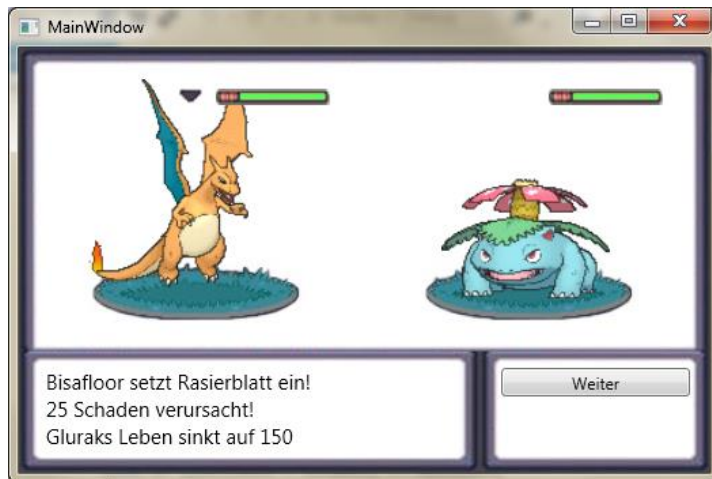 MainWindow
Bisafloor setzt Rasierblatt ein!
25 Schaden verursacht!
Gluraks Leben sinkt auf 150
Weiter